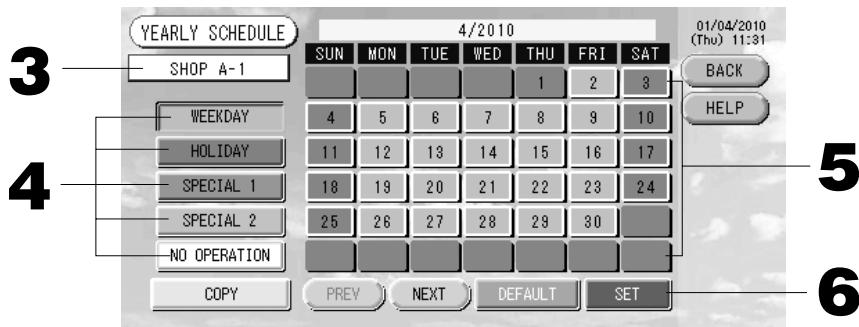 YEARLY SCHEDULE
4/2010
01/04/2010
(Thu) 11:31
3
SHOP A-1
SUN MON TUE WED THU FRI SAT
BACK
1 2 3
HELP
WEEKDAY
4 5 6 7 8 9 10
HOLIDAY
11 12 13 14 15 16 17
5
4
SPECIAL 1
18 19 20 21 22 23 24
SPECIAL 2
25 26 27 28 29 30
NO OPERATION
COPY
PREV NEXT DEFAULT SET
6